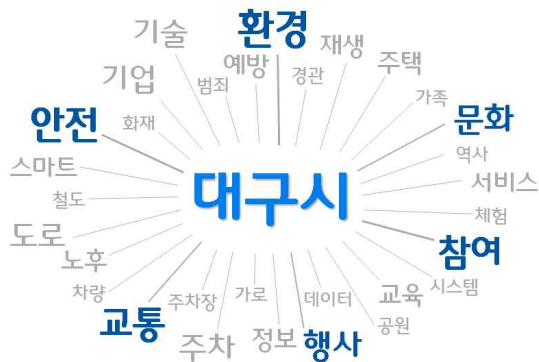 환경
기술
재생
예방
주택
기업
경관
범죄
가족
안전
문화
화재
역사
스마트
서비스
대구시
철도
체험
도로
참여
노후
시스템
차량
교육
데이터
가로
주차장
교통
공원
정보
행사
주차